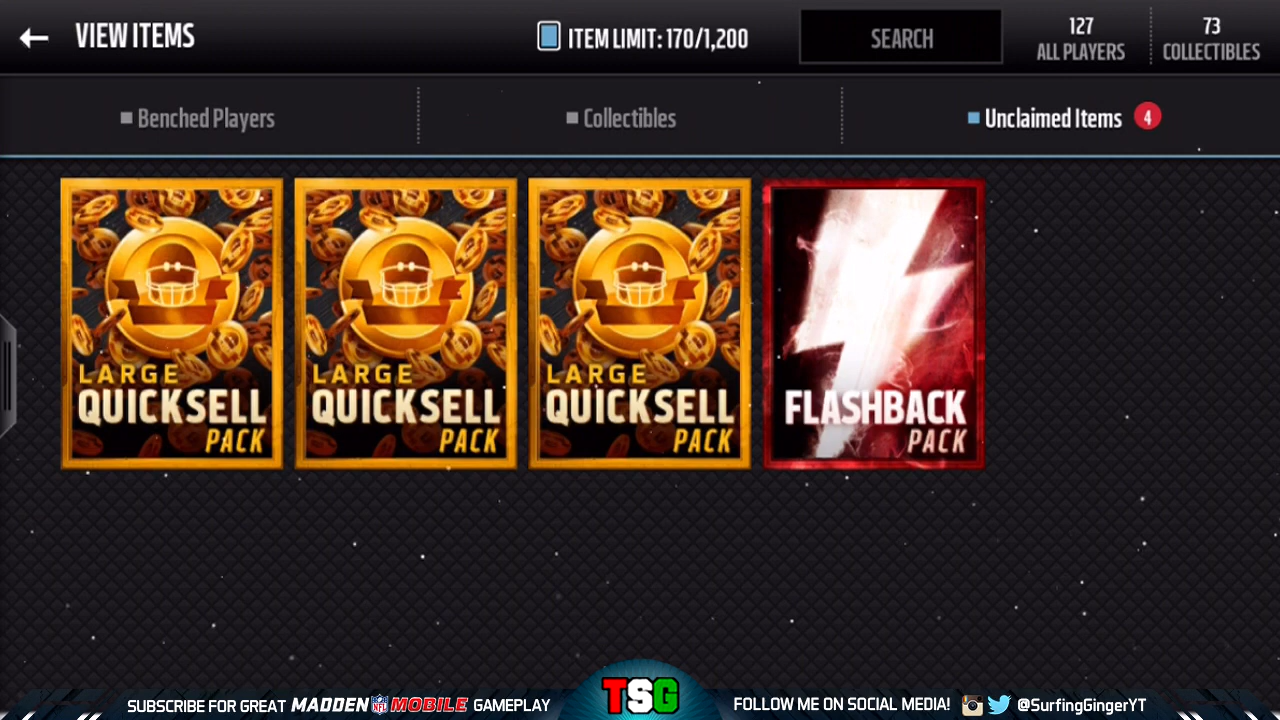 VIEW ITEMS
ITEM LIMIT: 170/1,200
SEARCH
127
ALL PLAYERS
73
COLLECTIBLES
Benched Players
Collectibles
Unclaimed Items
4
LARGE
QUICKSELL
PACK
LARGE
QUICKSELL
PACK
LARGE
QUICKSELL
PACK
FLASHBACK
PACK
SUBSCRIBE FOR GREAT MADDEN NFL MOBILE GAMEPLAY
TSG
FOLLOW ME ON SOCIAL MEDIA! @SurfingGingerYT